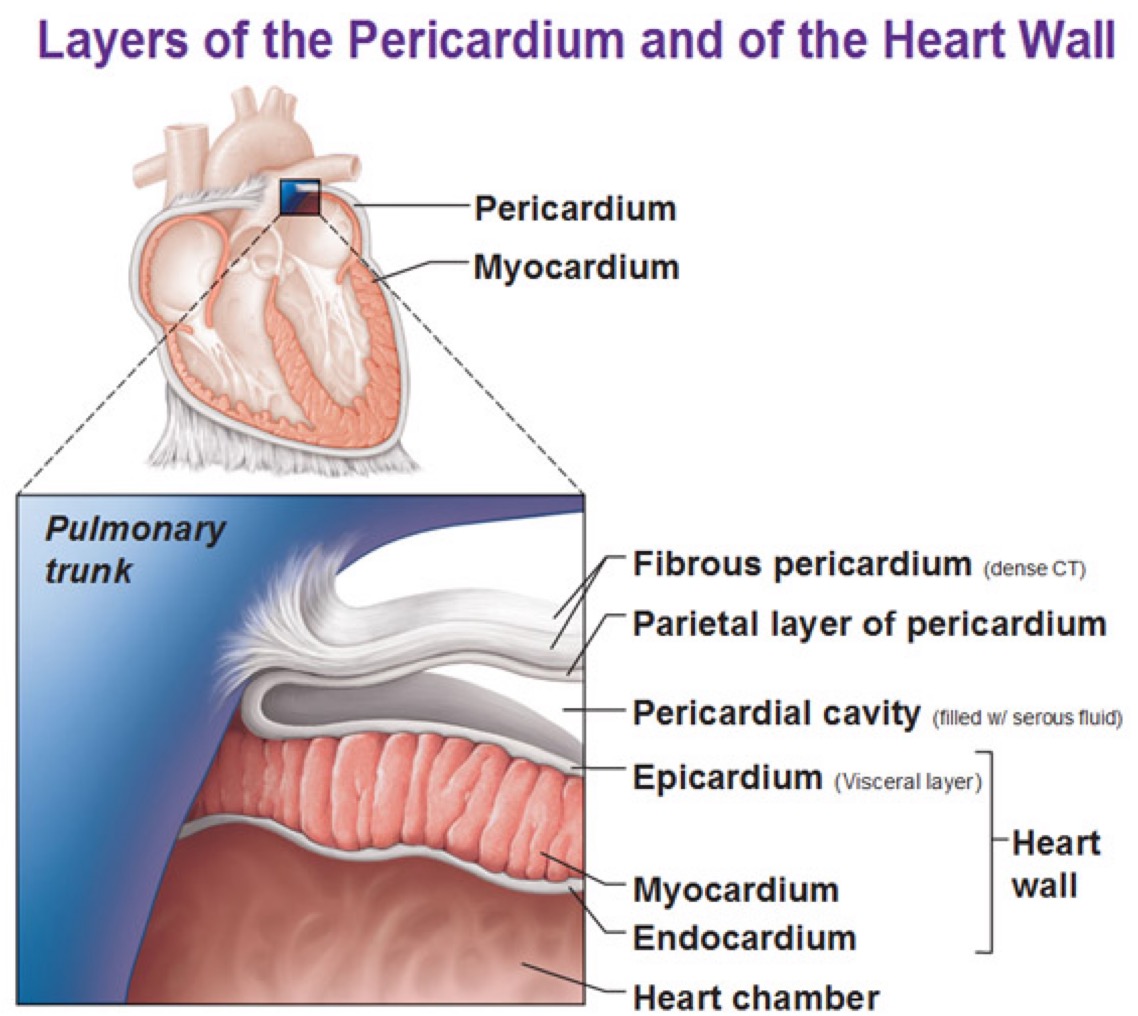 Layers of the Pericardium and of the Heart Wall
Pericardium
Myocardium
Pulmonary
trunk
Fibrous pericardium (dense CT)
Parietal layer of pericardium
Pericardial cavity (filled w/ serous fluid)
Epicardium (Visceral layer)
Heart
wall
Myocardium
Endocardium
Heart chamber